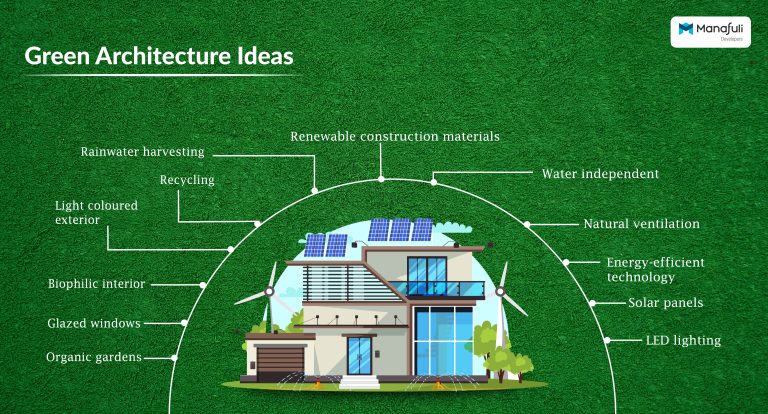 Manafuli
Developers
Green Architecture Ideas
Renewable construction materials
Rainwater harvesting
Recycling
Light coloured
exterior
Biophilic interior
Glazed windows
Organic gardens
Water independent
Natural ventilation
Energy-efficient
technology
Solar panels
LED lighting